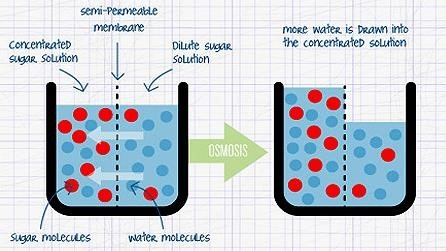 semi-Permeable
membrane
Concentrated
sugar solution
Dilute sugar
solution
more water is Drawn into
the concentrated solution
OSMOSIS
Sugar molecules
Water molecules